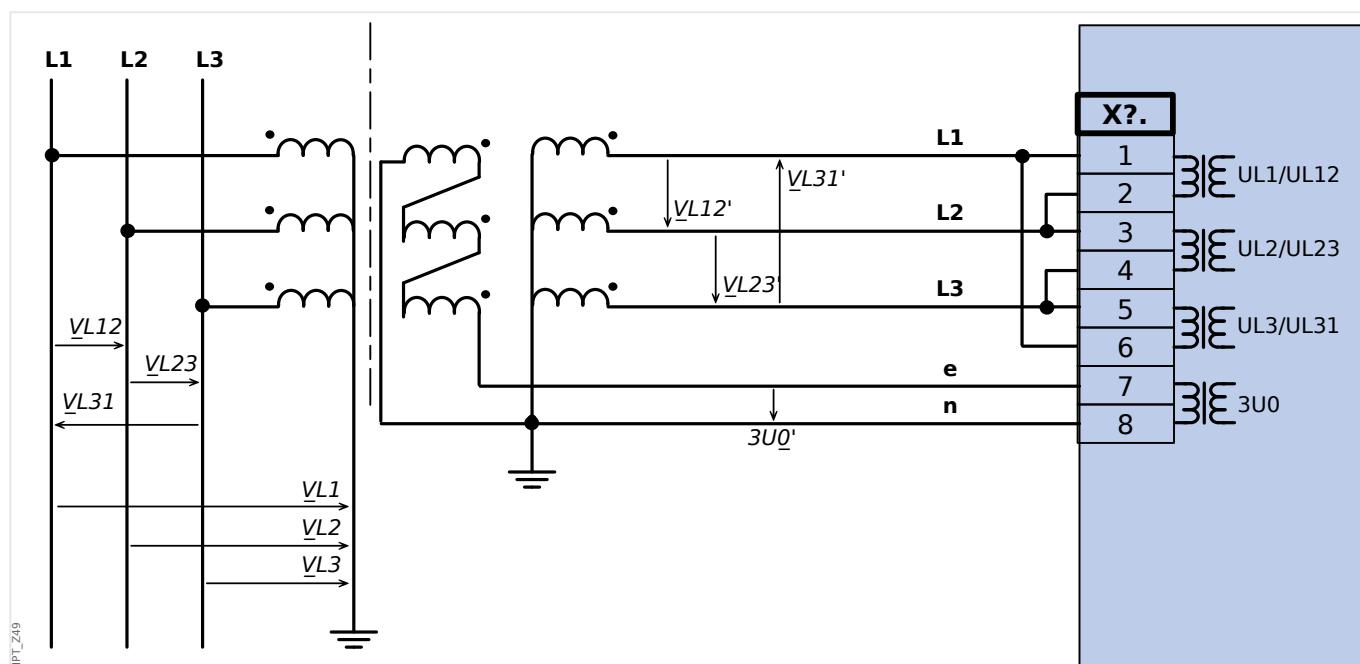 L1 L2 L3
X?.
L1
1
UL1/UL12
VL31'
2
VL12'
L2
3
UL2/UL23
4
VL23'
L3
5
UL3/UL31
VL12
6
VL23
e
7
VL31
n
3U0
3U0'
8
VL1
VL2
VL3
IPT_Z49